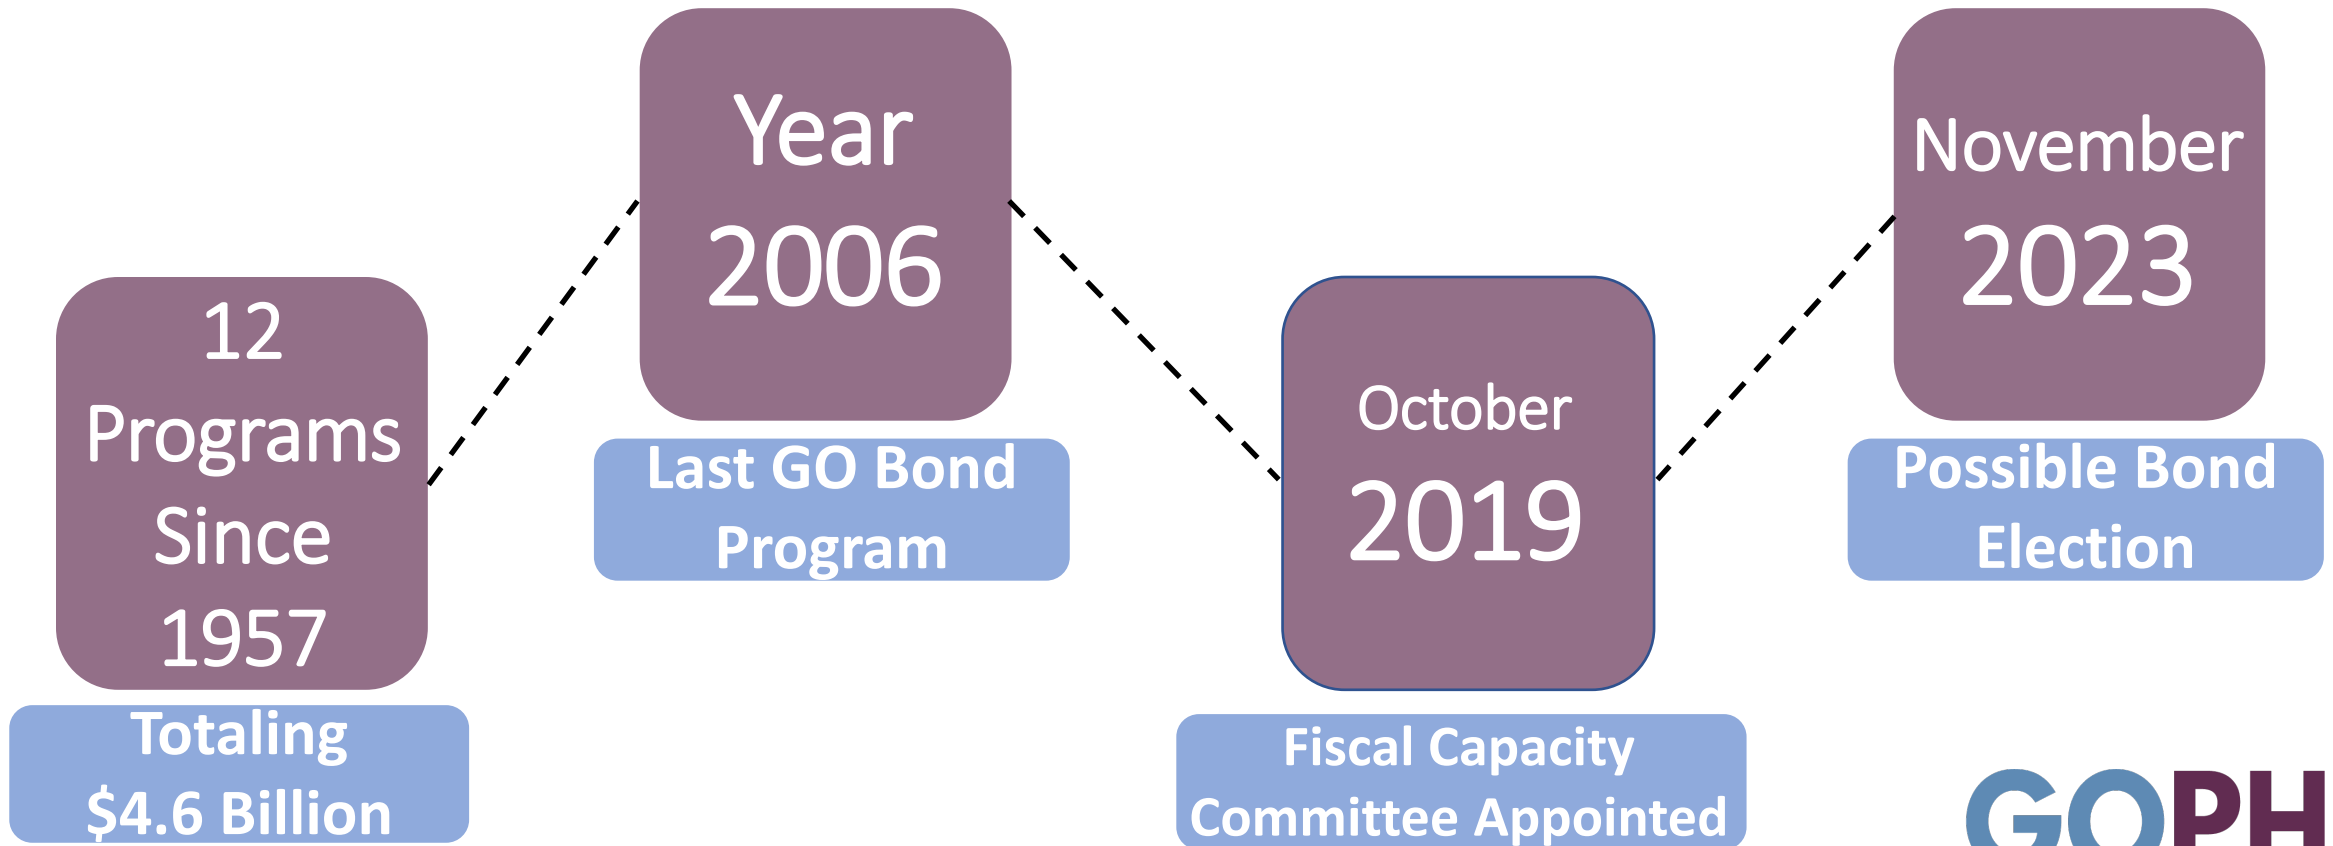 12
Programs
Since
1957
Totaling
$4.6 Billion
Year
2006
Last GO Bond
Program
October
2019
Fiscal Capacity
Committee Appointed
November
2023
Possible Bond
Election
GOPH